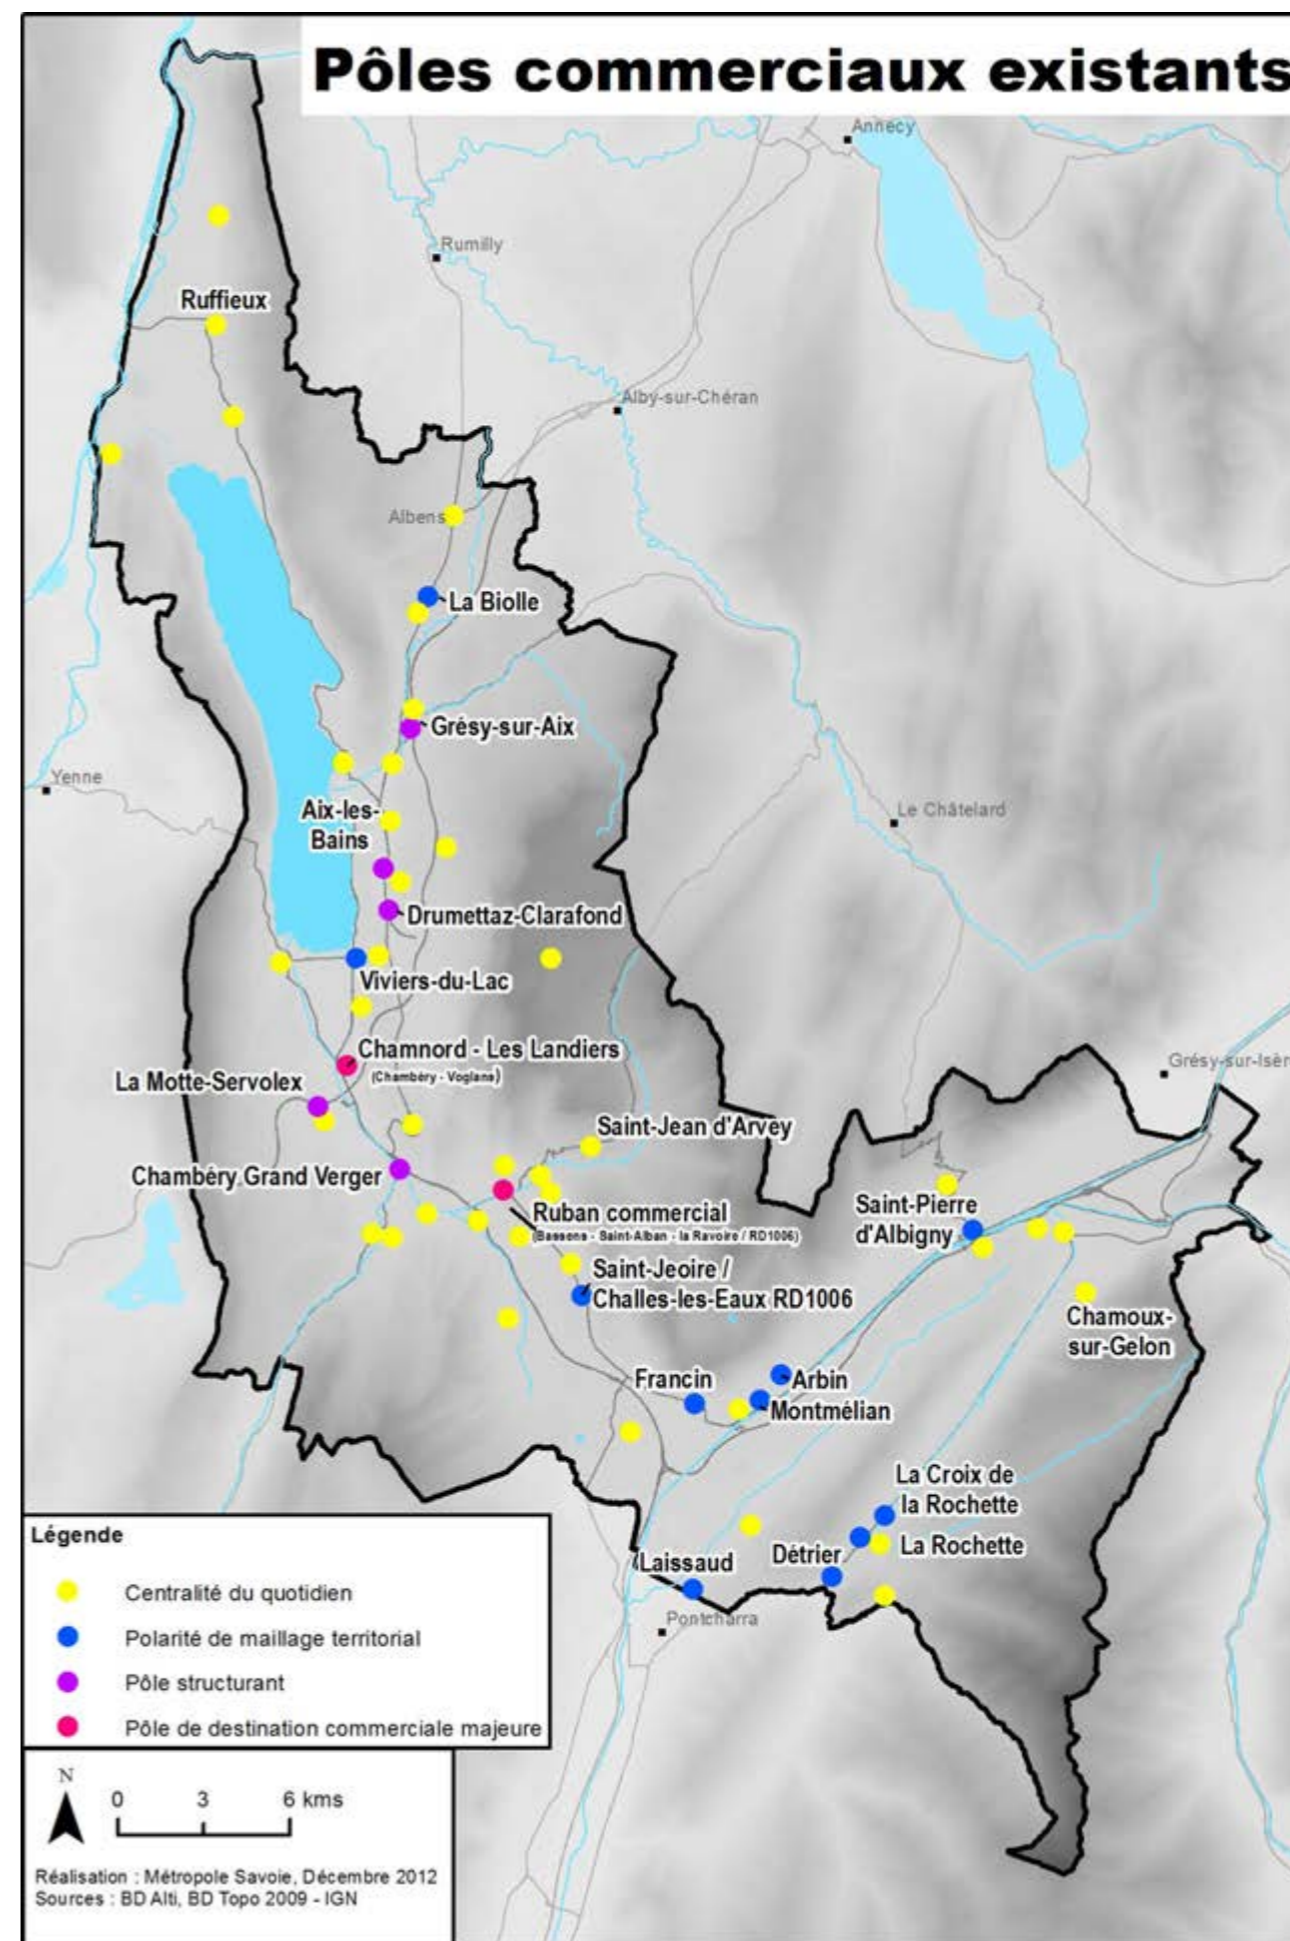 Pôles commerciaux existants
Annecy
Rumilly
Ruffieux
Alby-sur-Chéran
Albens
La Biolle
Grésy-sur-Aix
Yenne
Aix-les-
Bains
Le Châtelard
Drumettaz-Clarafond
Viviers-du-Lac
Chamnord - Les Landiers
(Chambéry - Voglans)
Grésy-sur-Isèr
La Motte-Servolex
Saint-Jean d'Arvey
Chambéry Grand Verger
Saint-Pierre
d'Albigny
Ruban commercial
(Bassens - Saint-Alban - la Ravoire / RD1006)
Saint-Jeoire /
Challes-les-Eaux RD1006
Chamoux-
sur-Gelon
Francin
Arbin
Montmélian
La Croix de
la Rochette
La Rochette
Détrier
Laissaud
Pontcharra
Légende
Centralité du quotidien
Polarité de maillage territorial
Pôle structurant
Pôle de destination commerciale majeure
N
0 3 6 kms
Réalisation : Métropole Savoie, Décembre 2012
Sources : BD Alti, BD Topo 2009 - IGN